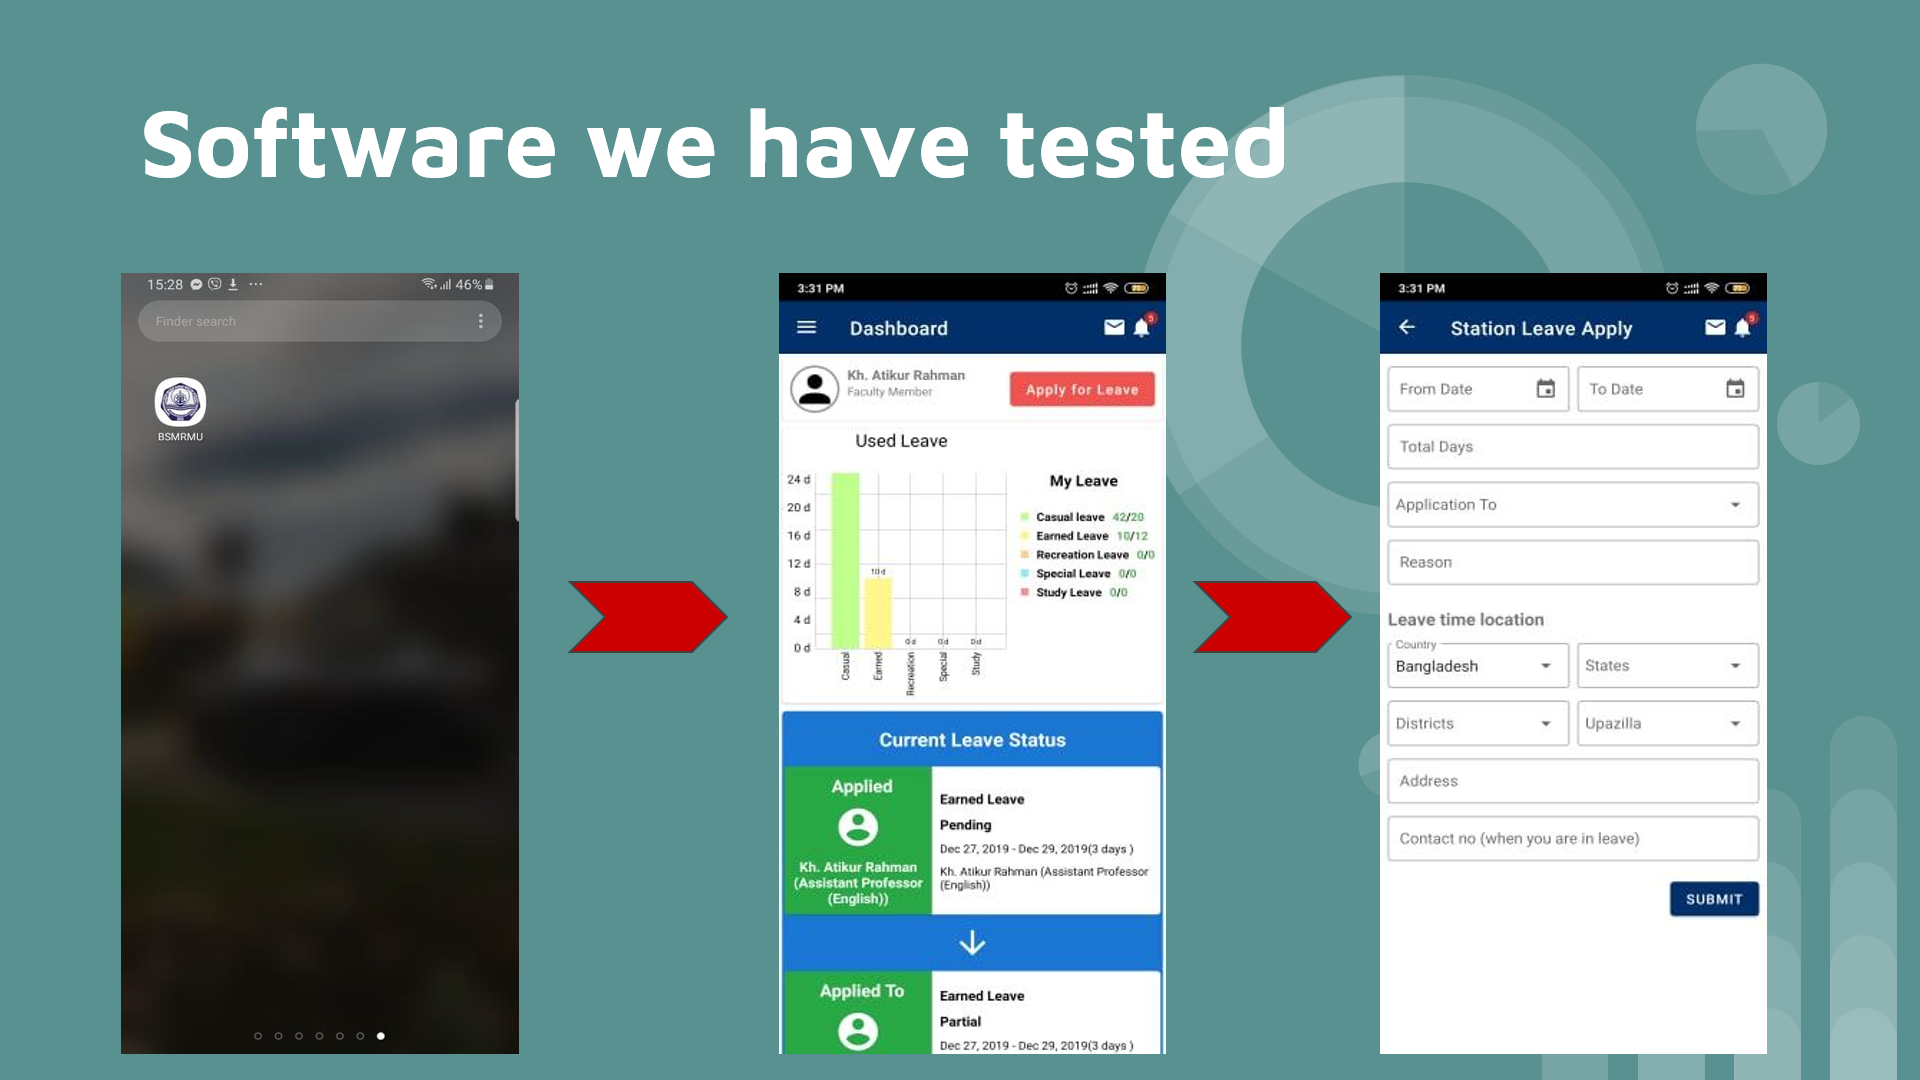 Software we have tested
15:28
46%
Finder search
BSMRMU
3:31 PM
Dashboard
5
Kh. Atikur Rahman
Faculty Member
Apply for Leave
Used Leave
24 d
20 d
16 d
12 d
8 d
4 d
0 d
10 d
0 d
0 d
0 d
Casual
Earned
Recreation
Special
Study
My Leave
Casual leave 42/20
Earned Leave 10/12
Recreation Leave 0/0
Special Leave 0/0
Study Leave 0/0
Current Leave Status
Applied
Kh. Atikur Rahman
(Assistant Professor
(English))
Earned Leave
Pending
Dec 27, 2019 - Dec 29, 2019(3 days )
Kh. Atikur Rahman (Assistant Professor
(English))
Applied To
Earned Leave
Partial
Dec 27, 2019 - Dec 29, 2019(3 days )
3:31 PM
Station Leave Apply
5
From Date
To Date
Total Days
Application To
Reason
Leave time location
Country
Bangladesh
States
Districts
Upazilla
Address
Contact no (when you are in leave)
SUBMIT